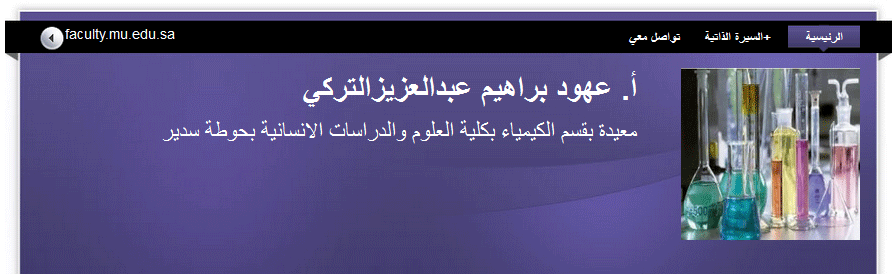 الرئيسية
+السيرة الذاتية
تواصل معي
faculty.mu.edu.sa
أ. عهود براهيم عبدالعزيزالتركي
معيدة بقسم الكيمياء بكلية العلوم والدراسات الانسانية بحوطة سدير